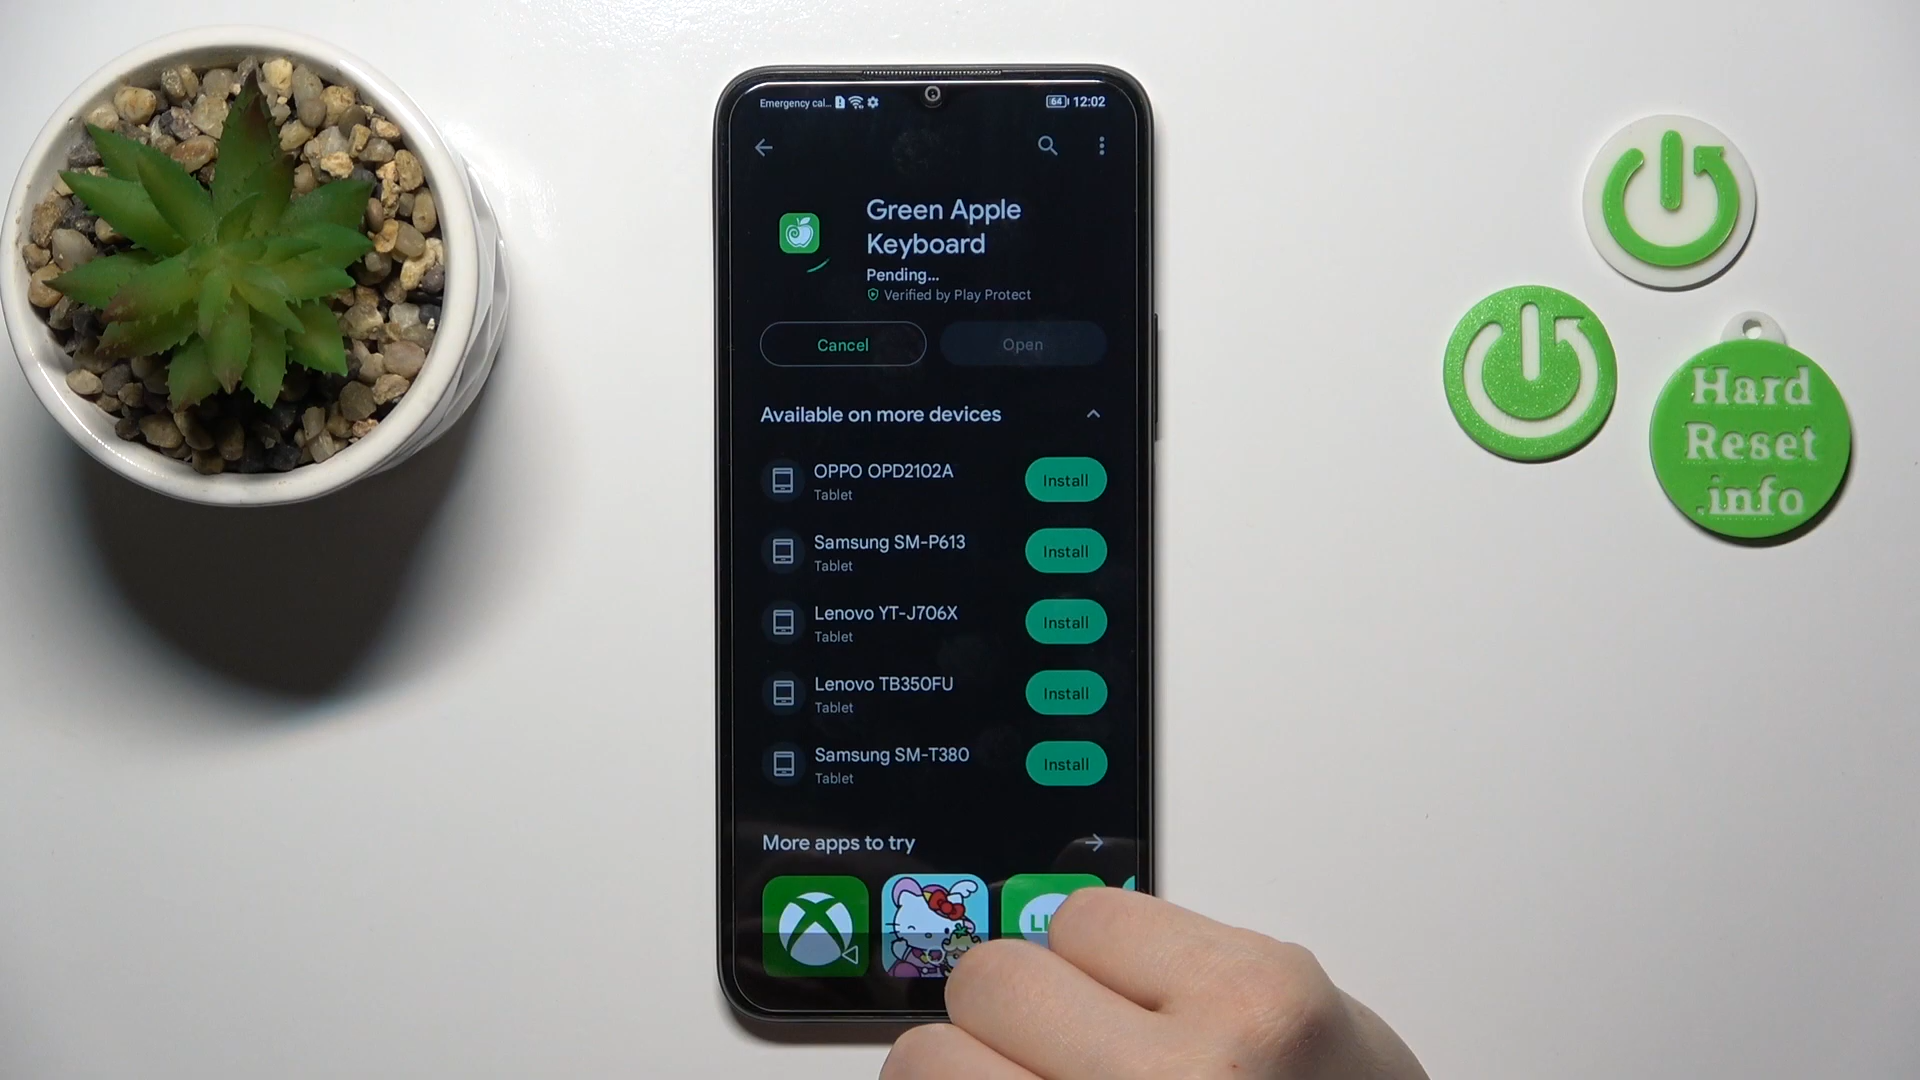 Emergency cal... 64 12:02
Green Apple
Keyboard
Pending...
Verified by Play Protect
Cancel Open
Available on more devices
OPPO OPD2102A
Tablet
Install
Samsung SM-P613
Tablet
Install
Lenovo YT-J706X
Tablet
Install
Lenovo TB350FU
Tablet
Install
Samsung SM-T380
Tablet
Install
More apps to try
Hard
Reset
.info